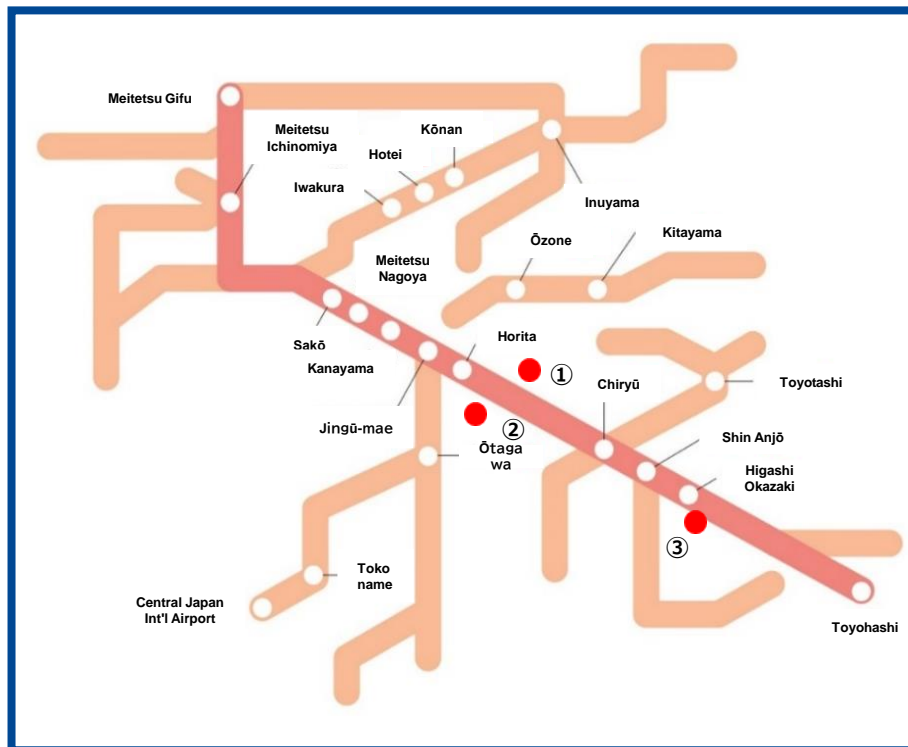 Meitetsu Gifu
Meitetsu
Ichinomiya
Kōnan
Hotei
Iwakura
Inuyama
Ōzone
Kitayama
Meitetsu
Nagoya
Sakō
Kanayama
Horita
①
Chiryū
Toyotashi
Jingū-mae
②
Ōtaga
wa
Shin Anjō
Higashi
Okazaki
③
Toko
name
Central Japan
Int'l Airport
Toyohashi